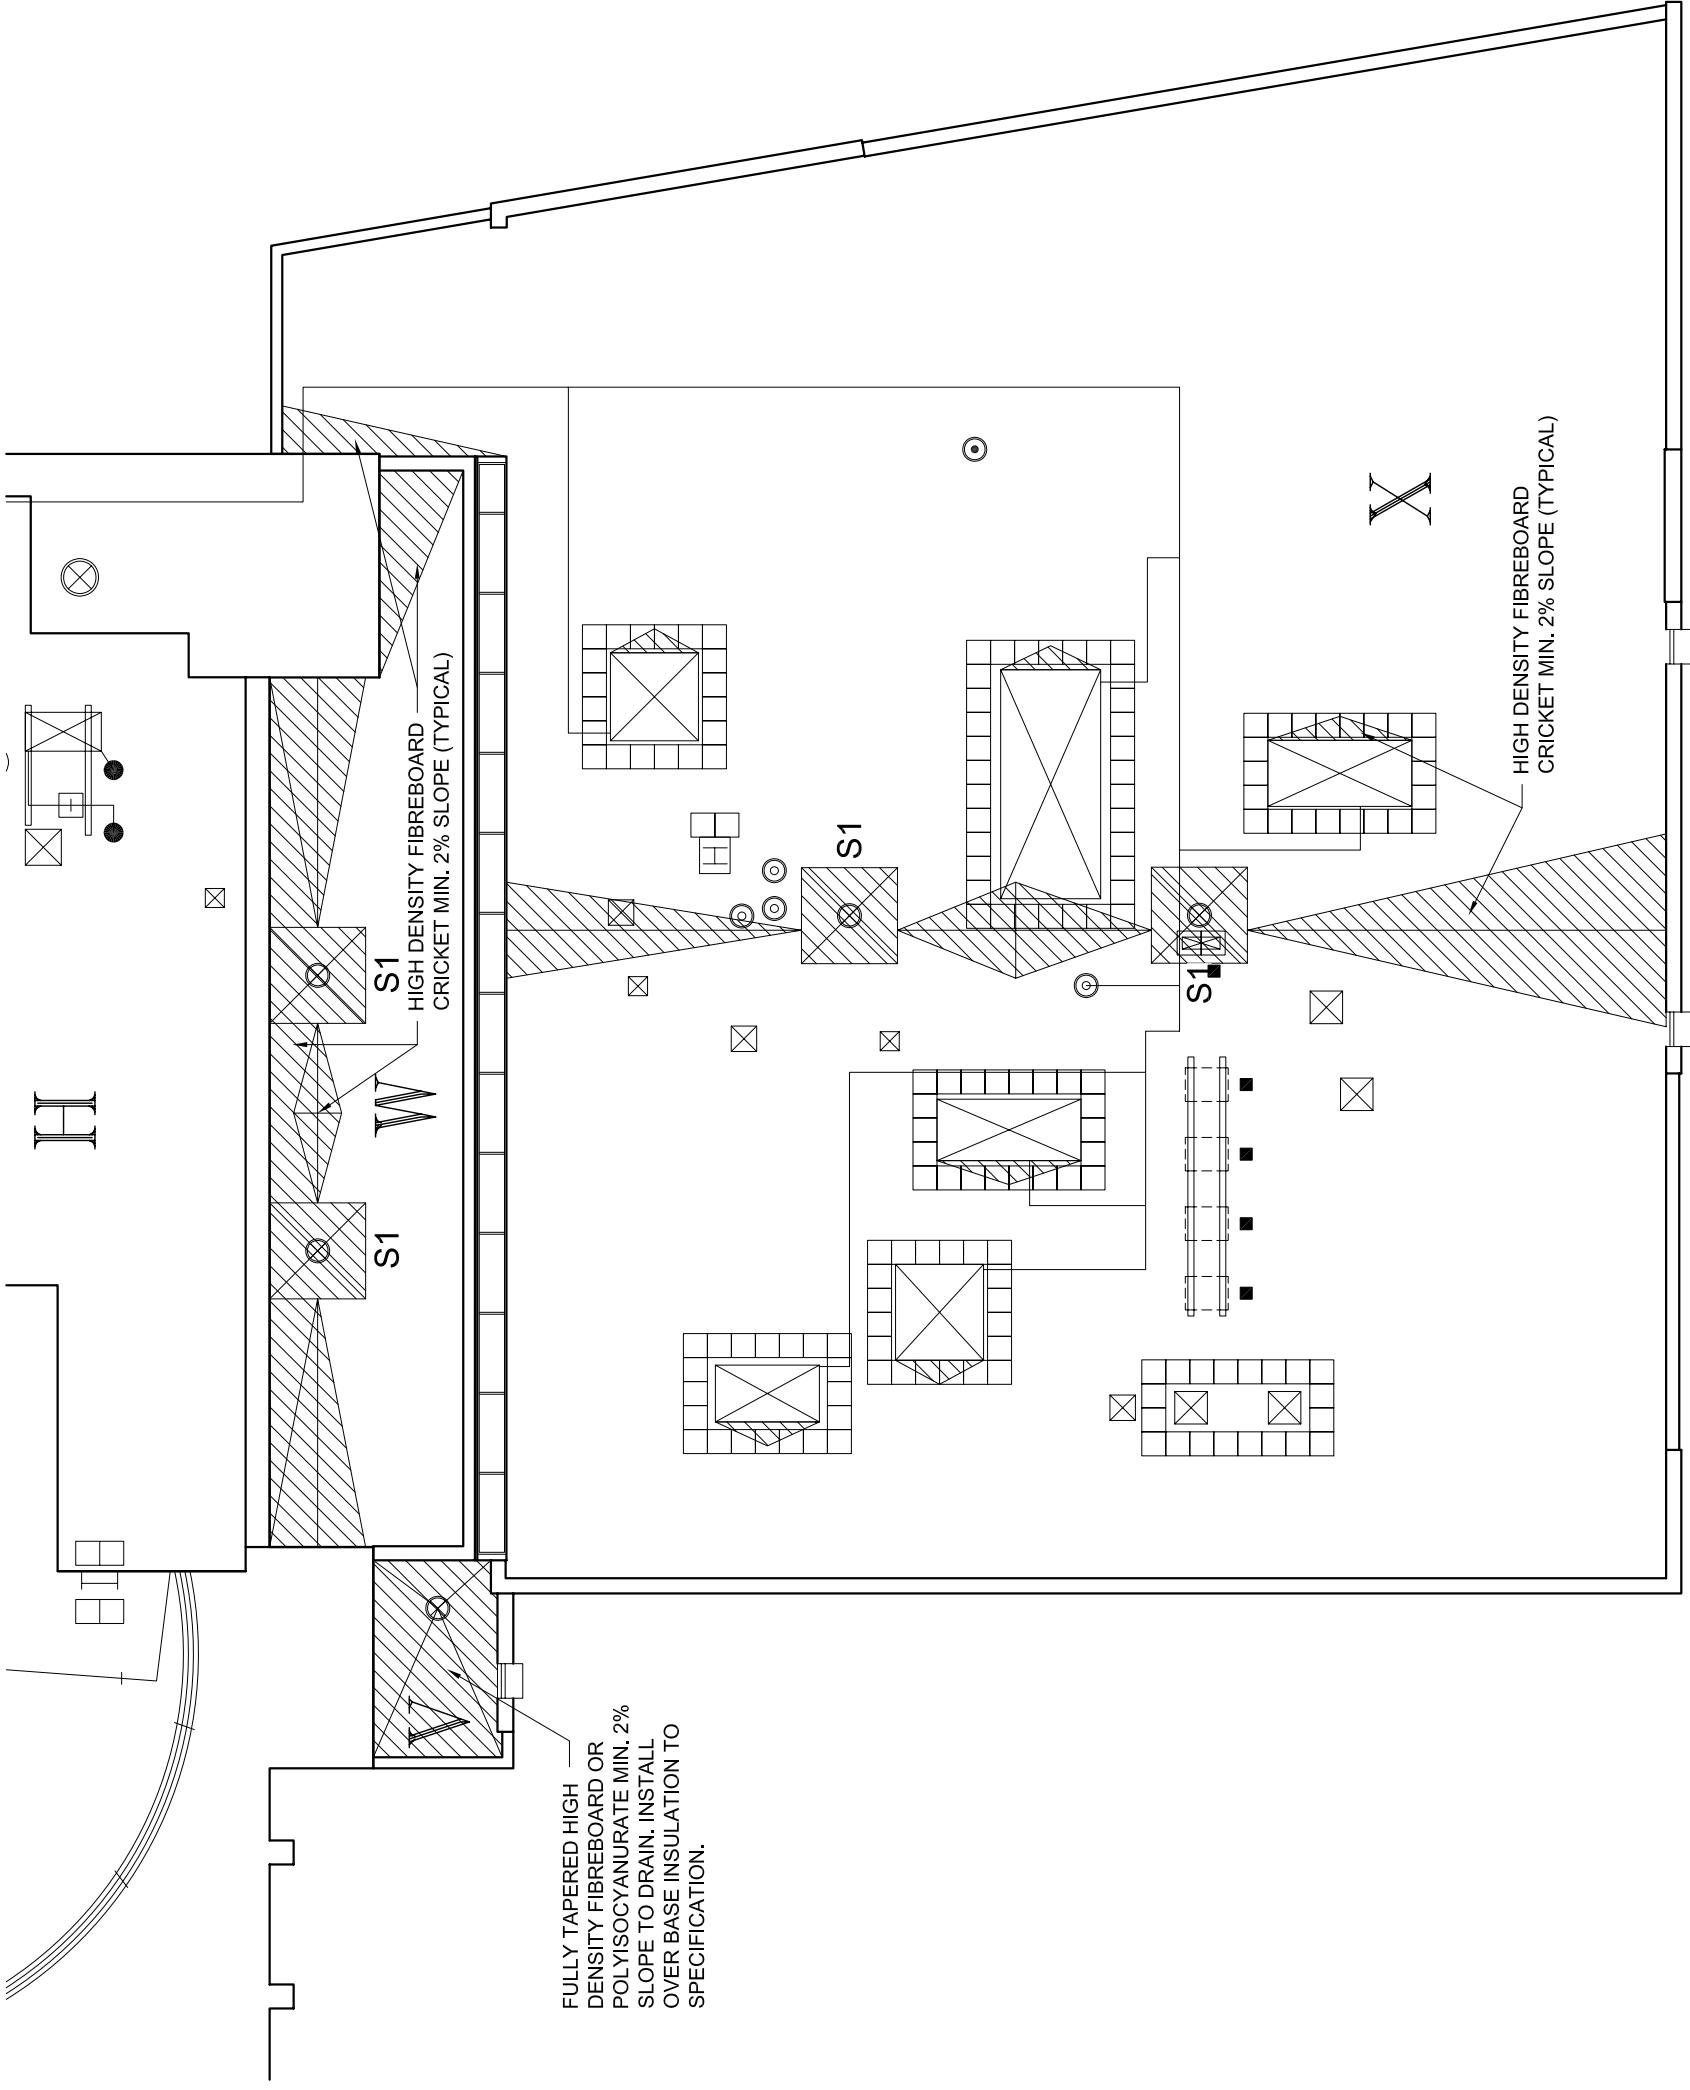 H
S1
S1
HIGH DENSITY FIBREBOARD
CRICKET MIN. 2% SLOPE (TYPICAL)
W
V
FULLY TAPERED HIGH
DENSITY FIBREBOARD OR
POLYISOCYANURATE MIN. 2%
SLOPE TO DRAIN. INSTALL
OVER BASE INSULATION TO
SPECIFICATION.
S1
S1
X
HIGH DENSITY FIBREBOARD
CRICKET MIN. 2% SLOPE (TYPICAL)